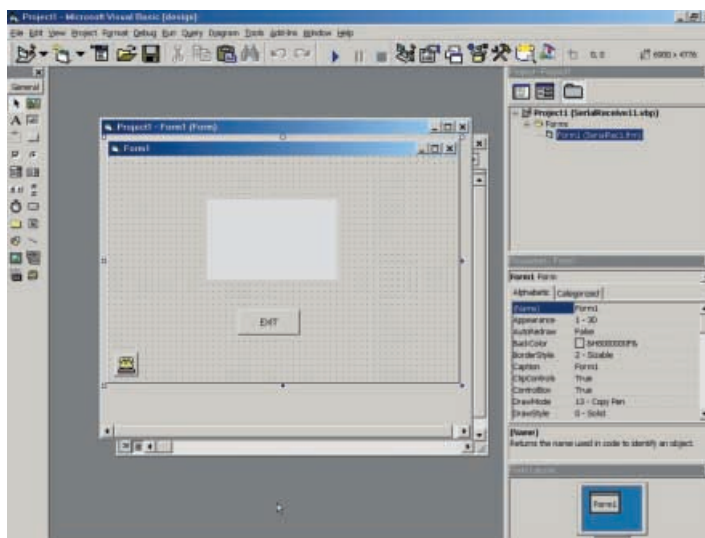 Project1 - Microsoft Visual Basic [design]
File Edit View Project Format Debug Run Query Diagram Tools Add-Ins Window Help
General
Project1 - Form1 (Form)
Form1
EXIT
Project1 (SerialReceive11.vbp)
Forms
Form1
Form1 Form
Alphabetic Categorized
(Name) Form1
Appearance 1 - 3D
AutoRedraw False
BackColor
BorderStyle 2 - Sizable
Caption Form1
ClipControls True
ControlBox True
DrawMode 13 - Copy Pen
DrawStyle 0 - Solid
(Name)
Returns the name used in code to identify an object.
Form1